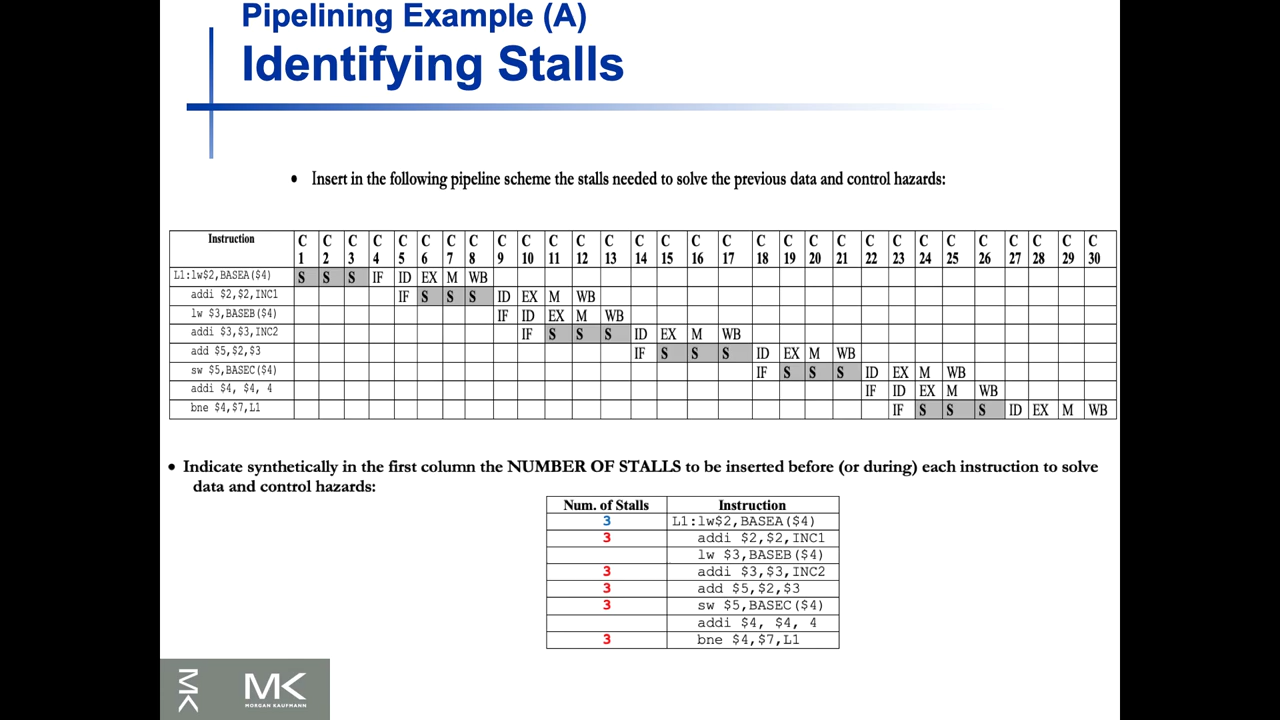 Pipelining Example (A)
Identifying Stalls
• Insert in the following pipeline scheme the stalls needed to solve the previous data and control hazards:
Instruction C 1 C 2 C 3 C 4 C 5 C 6 C 7 C 8 C 9 C 10 C 11 C 12 C 13 C 14 C 15 C 16 C 17 C 18 C 19 C 20 C 21 C 22 C 23 C 24 C 25 C 26 C 27 C 28 C 29 C 30
L1:lw$2,BASEA($4) S S S IF ID EX M WB
addi $2,$2,INC1 IF S S S ID EX M WB
lw $3,BASEB($4) IF ID EX M WB
addi $3,$3,INC2 IF S S S ID EX M WB
add $5,$2,$3 IF S S S ID EX M WB
sw $5,BASEC($4) IF S S S ID EX M WB
addi $4, $4, 4 IF ID EX M WB
bne $4,$7,L1 IF S S S ID EX M WB
• Indicate synthetically in the first column the NUMBER OF STALLS to be inserted before (or during) each instruction to solve
data and control hazards:
Num. of Stalls Instruction
3 L1:lw$2,BASEA($4)
3 addi $2,$2,INC1
lw $3,BASEB($4)
3 addi $3,$3,INC2
3 add $5,$2,$3
3 sw $5,BASEC($4)
addi $4, $4, 4
3 bne $4,$7,L1
MK
MK
MORGAN KAUFMANN